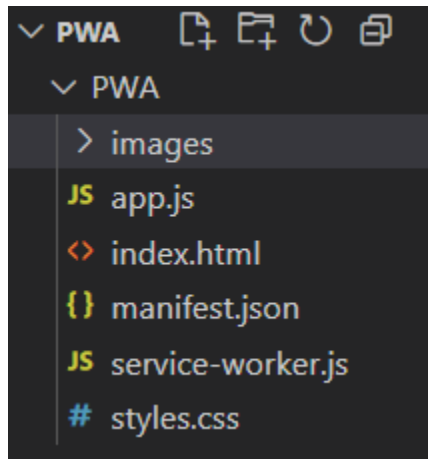 PWA
PWA
images
JS app.js
<> index.html
{} manifest.json
JS service-worker.js
# styles.css